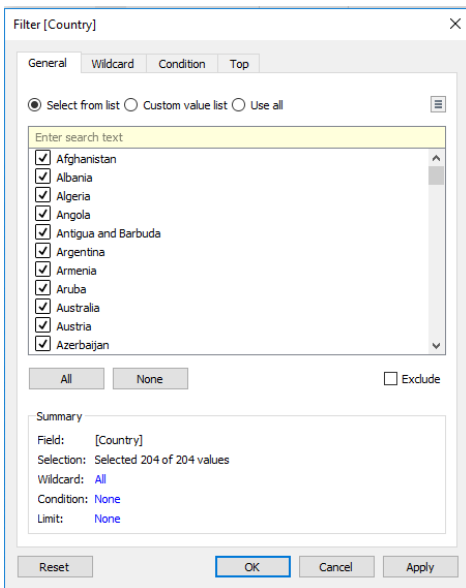 Filter [Country]
General Wildcard Condition Top
Select from list Custom value list Use all
Enter search text
Afghanistan
Albania
Algeria
Angola
Antigua and Barbuda
Argentina
Armenia
Aruba
Australia
Austria
Azerbaijan
All None Exclude
Summary
Field: [Country]
Selection: Selected 204 of 204 values
Wildcard: All
Condition: None
Limit: None
Reset OK Cancel Apply